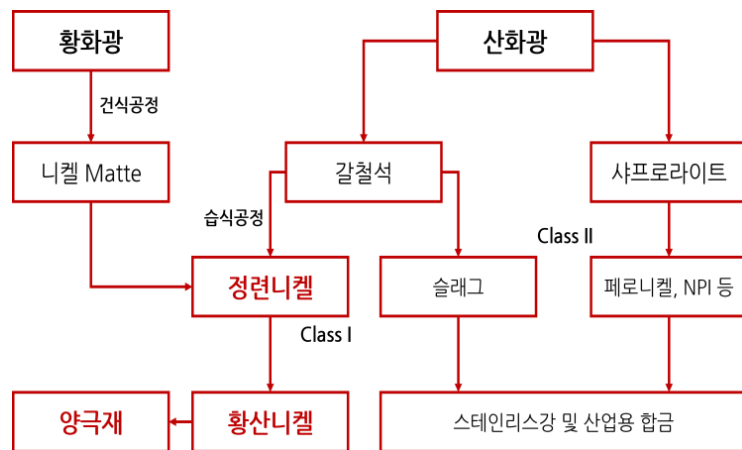 황화광
산화광
건식공정
니켈 Matte
갈철석
샤프로라이트
습식공정
Class II
정련니켈
슬래그
페로니켈, NPI 등
Class I
양극재
황산니켈
스테인리스강 및 산업용 합금